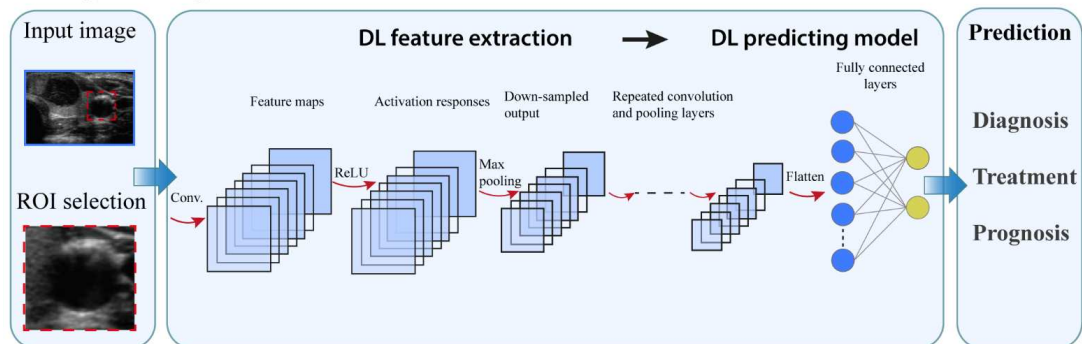 Input image
ROI selection
DL feature extraction
DL predicting model
Feature maps
Activation responses
Down-sampled
output
Repeated convolution
and pooling layers
Fully connected
layers
Conv.
ReLU
Max
pooling
Flatten
Prediction
Diagnosis
Treatment
Prognosis